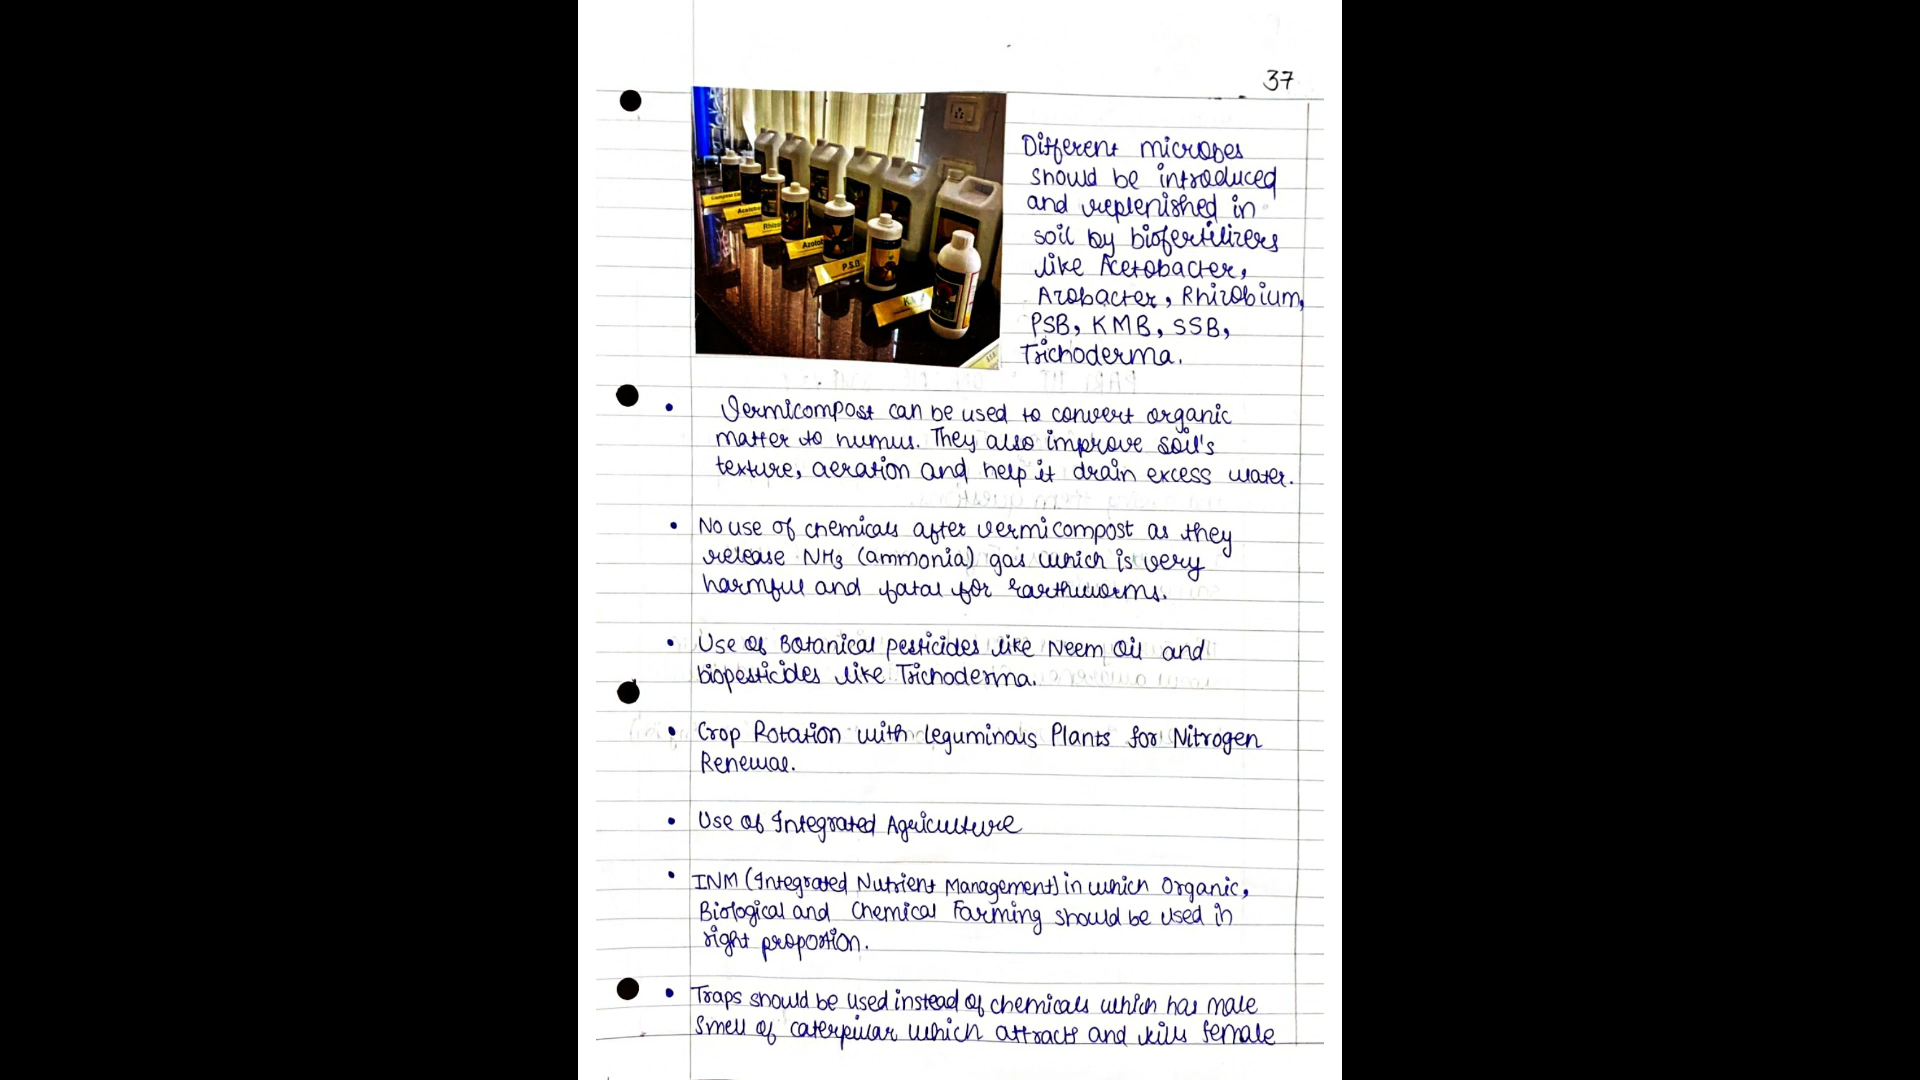 37
Different microbes
should be introduced
and replenished in
soil by biofertilizers
like Acetobacter,
Azobacter, Rhizobium,
PSB, KMB, SSB,
Trichoderma.
Acetoba
Rhizo
Azotob
P.S.B.
• Vermicompost can be used to convert organic
matter to humus. They also improve soil's
texture, aeration and help it drain excess water.
• No use of chemicals after vermicompost as they
release NH3 (ammonia) gas which is very
harmful and fatal for Earthworms.
• Use of Botanical pesticides like Neem Oil and
biopesticides like Trichoderma.
• Crop Rotation with Leguminous Plants for Nitrogen
Renewal.
• Use of Integrated Agriculture
• INM (Integrated Nutrient Management) in which Organic,
Biological and Chemical Farming should be used in
right proportion.
• Traps should be used instead of chemicals which has male
smell of caterpillar which attracts and kills female